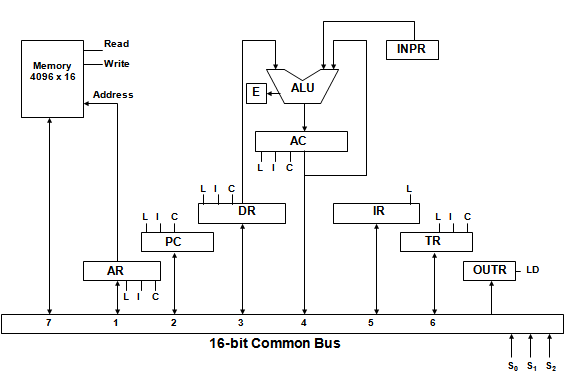 Read
INPR
Memory
4096 x 16
Write
Address
E
ALU
AC
L I C
L I C
DR
L
IR
L I C
PC
L I C
TR
AR
L I C
OUTR
LD
7 1 2 3 4 5 6
16-bit Common Bus
S0 S1 S2